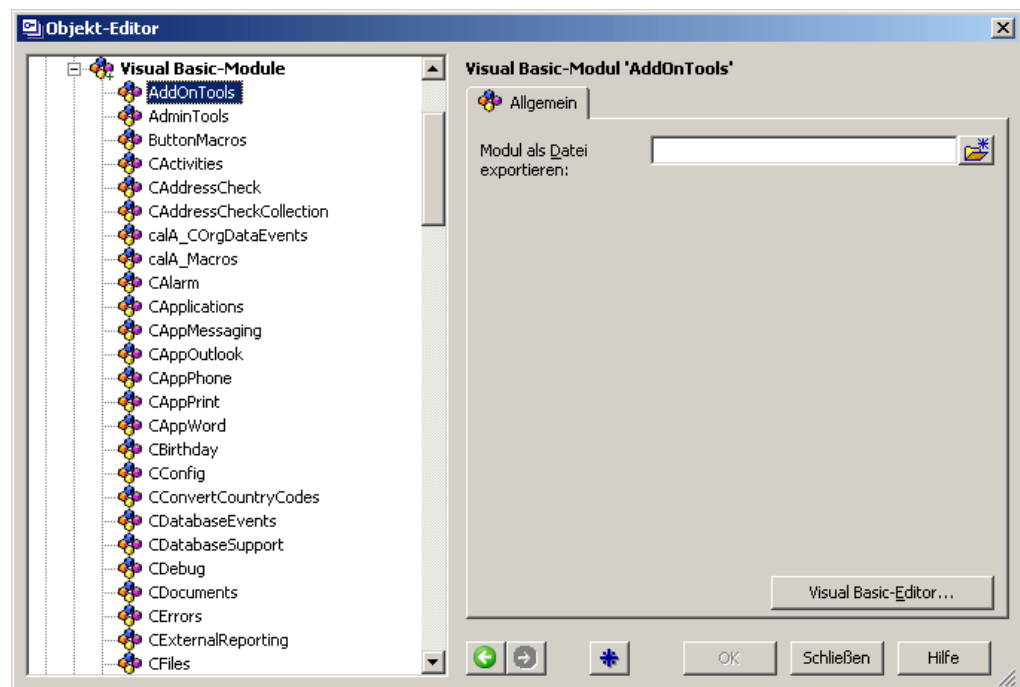 Objekt-Editor
Visual Basic-Module
AddOnTools
AdminTools
ButtonMacros
CActivities
CAddressCheck
CAddressCheckCollection
calA_COrgDataEvents
calA_Macros
CAlarm
CApplications
CAppMessaging
CAppOutlook
CAppPhone
CAppPrint
CAppWord
CBirthday
CConfig
CConvertCountryCodes
CDatabaseEvents
CDatabaseSupport
CDebug
CDocuments
CErrors
CExternalReporting
CFiles
Visual Basic-Modul 'AddOnTools'
Allgemein
Modul als Datei
exportieren:
Visual Basic-Editor...
OK
Schließen
Hilfe